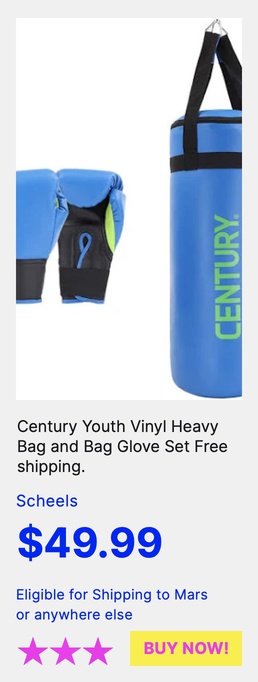 CENTURY.
Century Youth Vinyl Heavy
Bag and Bag Glove Set Free
shipping.
Scheels
$49.99
Eligible for Shipping to Mars
or anywhere else
BUY NOW!